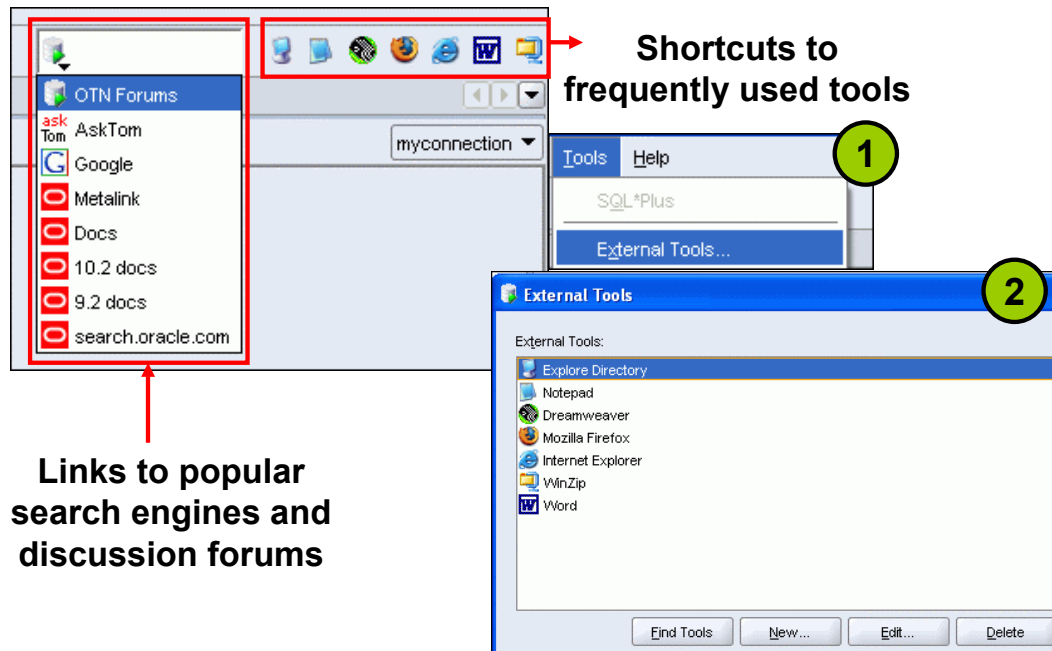 OTN Forums
ask
Tom AskTom
G Google
Metalink
Docs
10.2 docs
9.2 docs
search.oracle.com
W
Shortcuts to
frequently used tools
myconnection
Links to popular
search engines and
discussion forums
1
Tools Help
SQL*Plus
External Tools...
2
External Tools
External Tools:
Explore Directory
Notepad
Dreamweaver
Mozilla Firefox
Internet Explorer
WinZip
W Word
Find Tools New... Edit... Delete